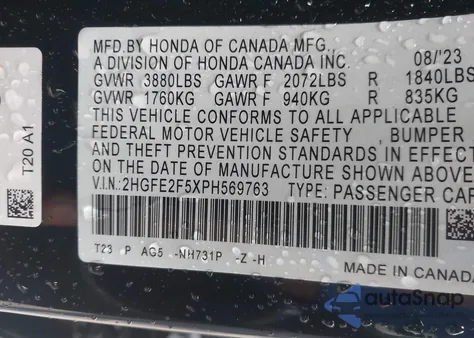 MFD.BY HONDA OF CANADA MFG.,
A DIVISION OF HONDA CANADA INC. 08/'23
GVWR 3880LBS GAWR F 2072LBS R 1840LBS
GVWR 1760KG GAWR F 940KG R 835KG
THIS VEHICLE CONFORMS TO ALL APPLICABLE
FEDERAL MOTOR VEHICLE SAFETY , BUMPER
AND THEFT PREVENTION STANDARDS IN EFFECT
ON THE DATE OF MANUFACTURE SHOWN ABOVE
V.I.N.:2HGFE2F5XPH569763 TYPE: PASSENGER CAR
T23 P AG5 -NH731P -Z -H
MADE IN CANADA
T20 A1
autoSnap